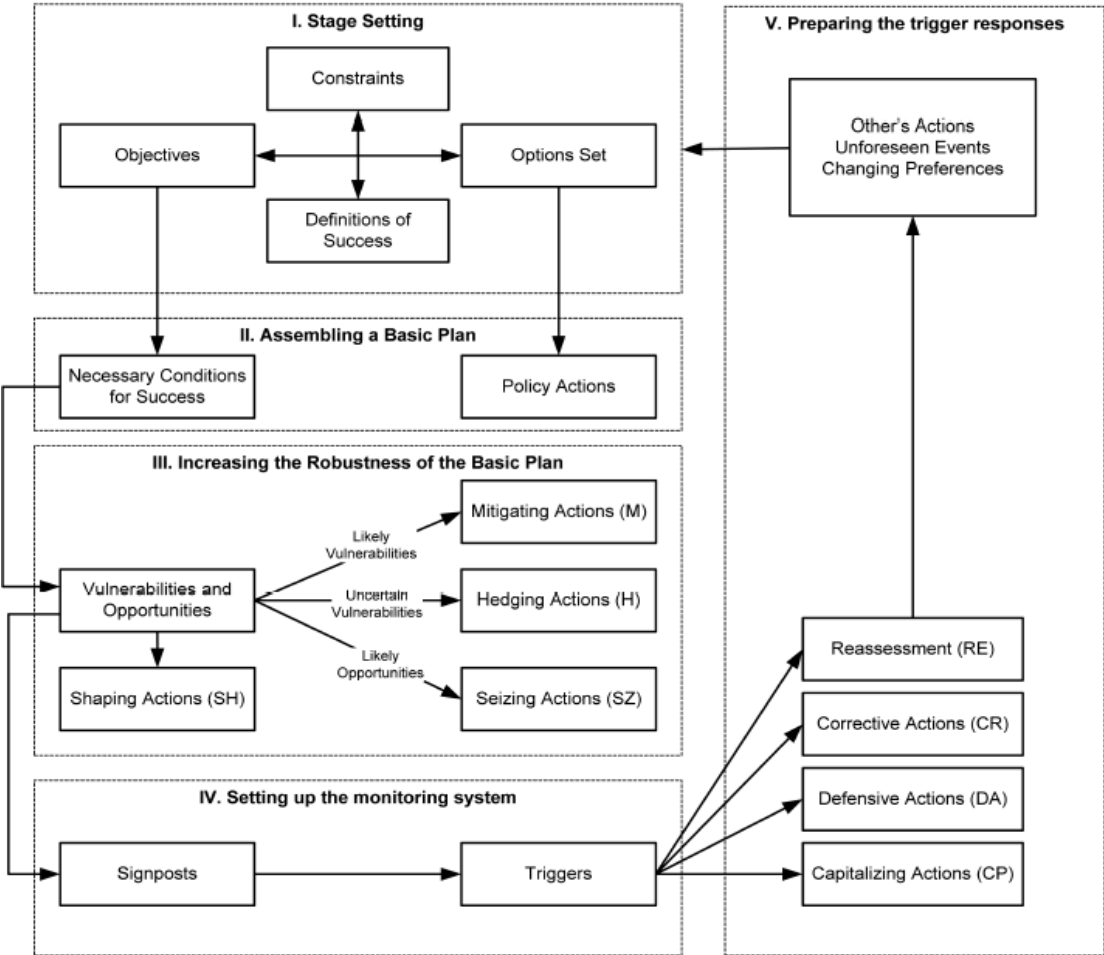 I. Stage Setting
Constraints
Objectives
Options Set
Definitions of
Success
II. Assembling a Basic Plan
Necessary Conditions
for Success
Policy Actions
III. Increasing the Robustness of the Basic Plan
Mitigating Actions (M)
Likely
Vulnerabilities
Vulnerabilities and
Opportunities
Uncertain
Vulnerabilities
Hedging Actions (H)
Likely
Opportunities
Shaping Actions (SH)
Seizing Actions (SZ)
IV. Setting up the monitoring system
Signposts
Triggers
V. Preparing the trigger responses
Other's Actions
Unforeseen Events
Changing Preferences
Reassessment (RE)
Corrective Actions (CR)
Defensive Actions (DA)
Capitalizing Actions (CP)